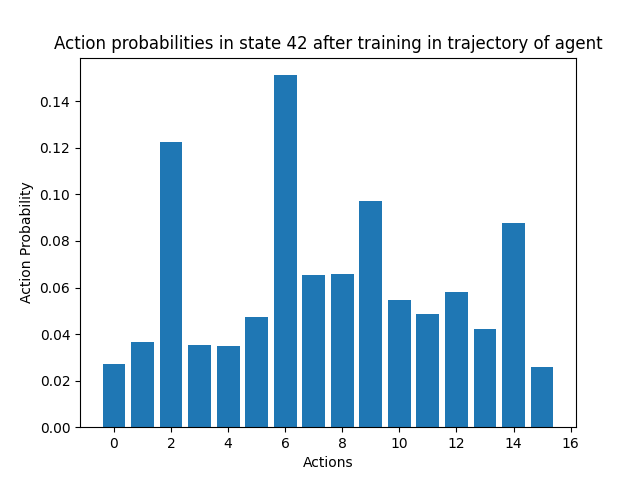 Action probabilities in state 42 after training in trajectory of agent
0.14
0.12
0.10
0.08
0.06
0.04
0.02
0.00
Action Probability
0 2 4 6 8 10 12 14 16
Actions